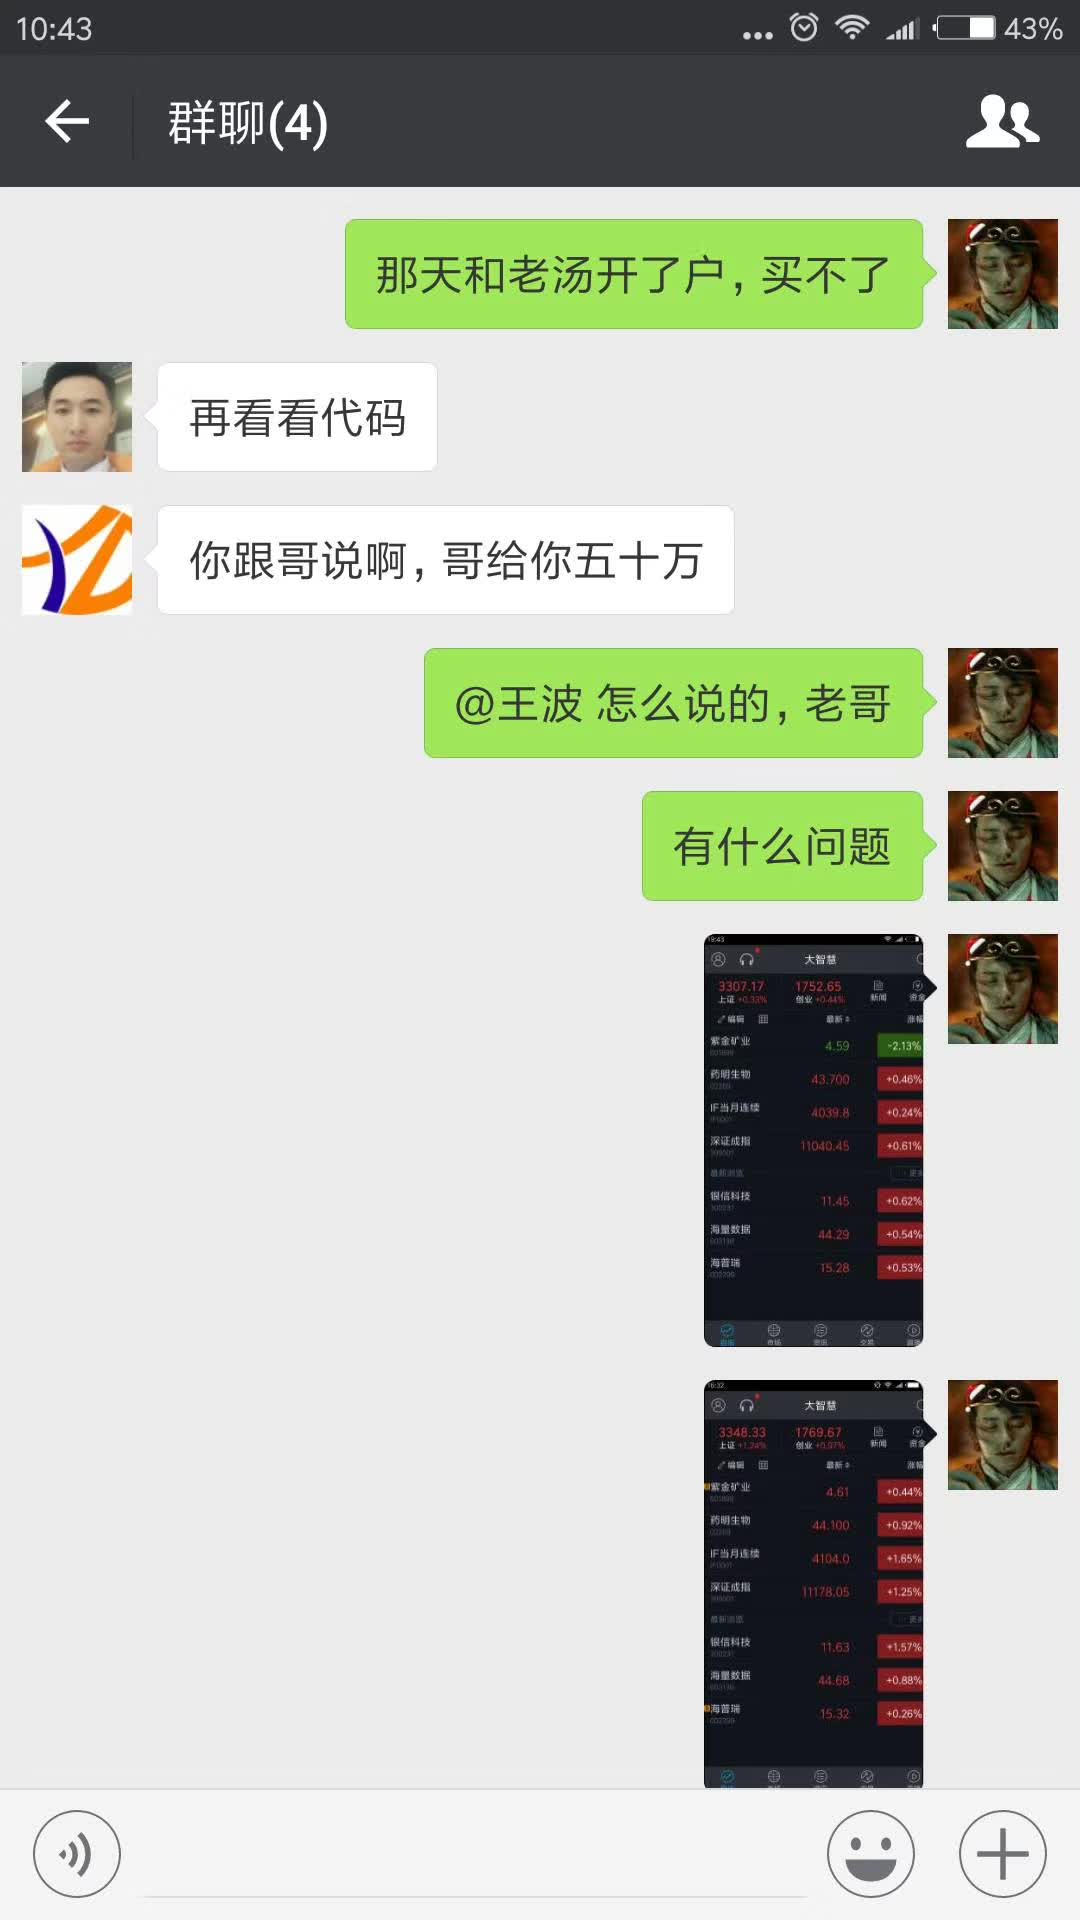 10:43
43%
群聊(4)
那天和老汤开了户，买不了
再看看代码
你跟哥说啊，哥给你五十万
@王波 怎么说的，老哥
有什么问题
大智慧
3307.17 1752.65 新闻
上证 +0.33% 创业 +0.44%
编辑 最新
紫金矿业 4.59 -2.13%
药明生物 43.700 +0.46%
IF当月连续 4039.8 +0.24%
深证成指 11040.45 +0.61%
最新浏览
银信科技 11.45 +0.62%
海量数据 44.29 +0.54%
海普瑞 15.28 +0.53%
大智慧
3348.33 1769.67 新闻
上证 +1.24% 创业 +0.97%
编辑 最新
紫金矿业 4.61 +0.44%
药明生物 44.100 +0.92%
IF当月连续 4104.0 +1.65%
深证成指 11178.05 +1.25%
最新浏览
银信科技 11.63 +1.57%
海量数据 44.68 +0.88%
海普瑞 15.32 +0.26%